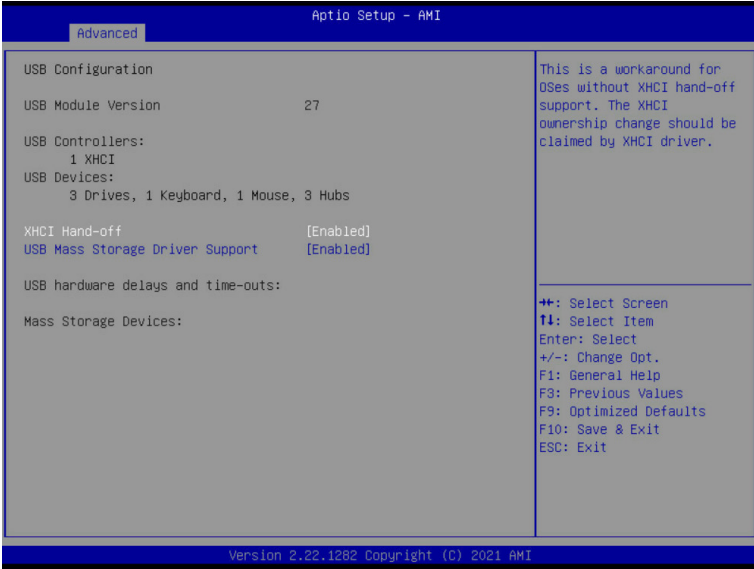 Aptio Setup – AMI
Advanced
USB Configuration
USB Module Version 27
USB Controllers:
1 XHCI
USB Devices:
3 Drives, 1 Keyboard, 1 Mouse, 3 Hubs
XHCI Hand-off [Enabled]
USB Mass Storage Driver Support [Enabled]
USB hardware delays and time-outs:
Mass Storage Devices:
This is a workaround for
OSes without XHCI hand-off
support. The XHCI
ownership change should be
claimed by XHCI driver.
→←: Select Screen
↑↓: Select Item
Enter: Select
+/-: Change Opt.
F1: General Help
F3: Previous Values
F9: Optimized Defaults
F10: Save & Exit
ESC: Exit
Version 2.22.1282 Copyright (C) 2021 AMI